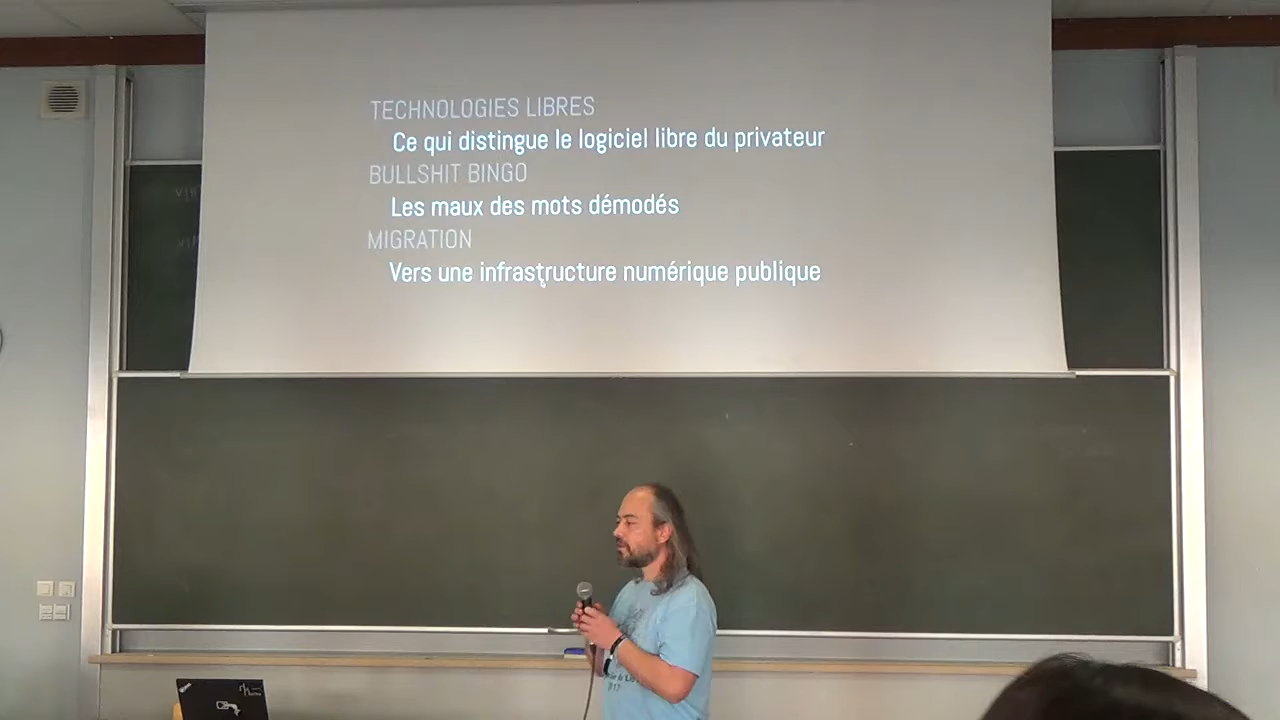 TECHNOLOGIES LIBRES
Ce qui distingue le logiciel libre du privateur
BULLSHIT BINGO
Les maux des mots démodés
MIGRATION
Vers une infrastructure numérique publique